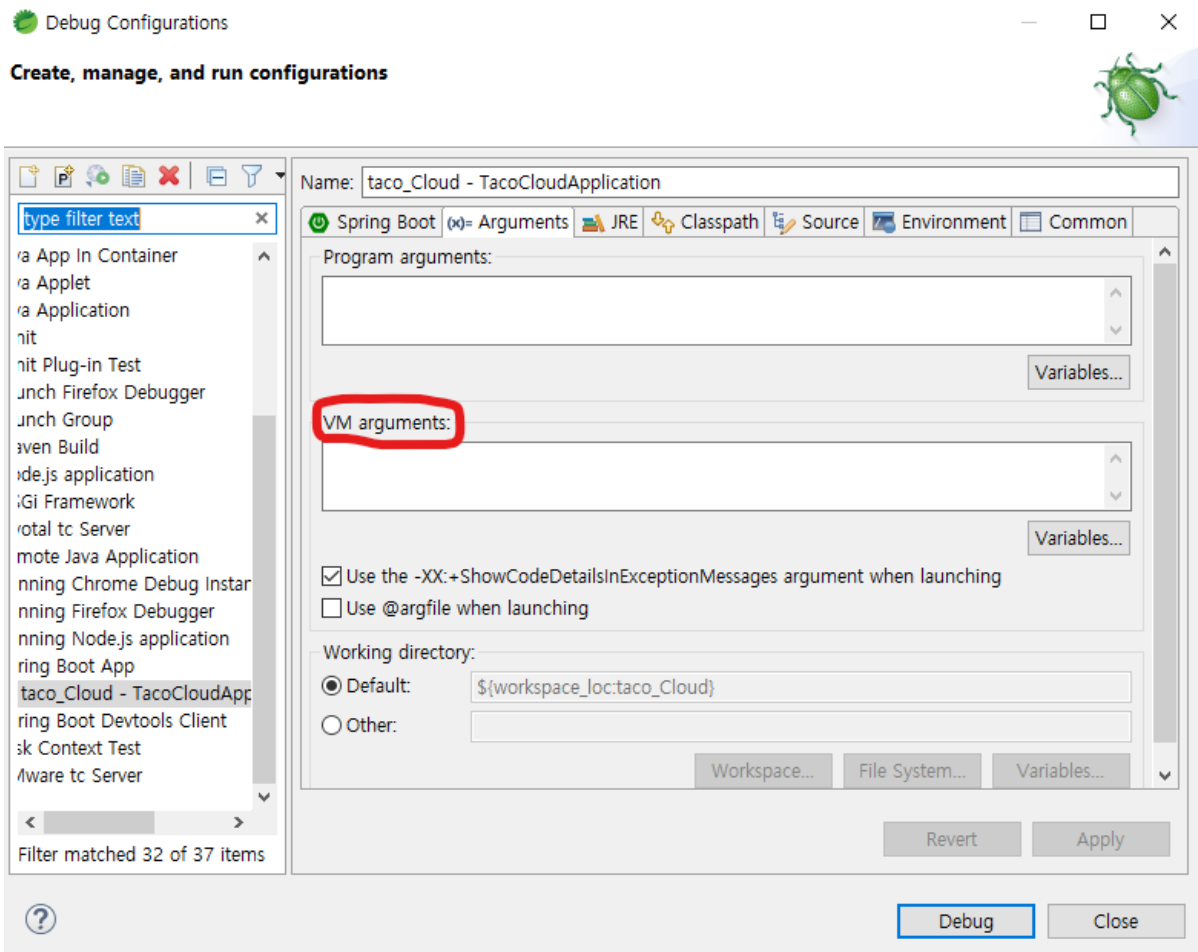 Debug Configurations
Create, manage, and run configurations
type filter text
va App In Container
va Applet
va Application
nit
nit Plug-in Test
unch Firefox Debugger
unch Group
aven Build
de.js application
Gi Framework
otal tc Server
mote Java Application
nning Chrome Debug Instar
nning Firefox Debugger
nning Node.js application
ring Boot App
taco_Cloud - TacoCloudApp
ring Boot Devtools Client
sk Context Test
Mware tc Server
Filter matched 32 of 37 items
Name: taco_Cloud - TacoCloudApplication
Spring Boot (x)= Arguments JRE Classpath Source Environment Common
Program arguments:
Variables...
VM arguments:
Variables...
Use the -XX:+ShowCodeDetailsInExceptionMessages argument when launching
Use @argfile when launching
Working directory:
Default: ${workspace_loc:taco_Cloud}
Other:
Workspace... File System... Variables...
Revert Apply
Debug Close